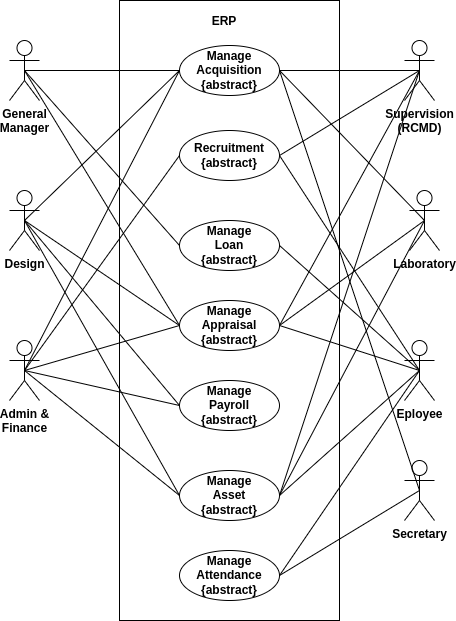 ERP
Manage
Acquisition
{abstract}
General
Manager
Supervision
(RCMD)
Recruitment
{abstract}
Manage
Loan
{abstract}
Design
Laboratory
Manage
Appraisal
{abstract}
Manage
Payroll
{abstract}
Admin &
Finance
Eployee
Manage
Asset
{abstract}
Secretary
Manage
Attendance
{abstract}